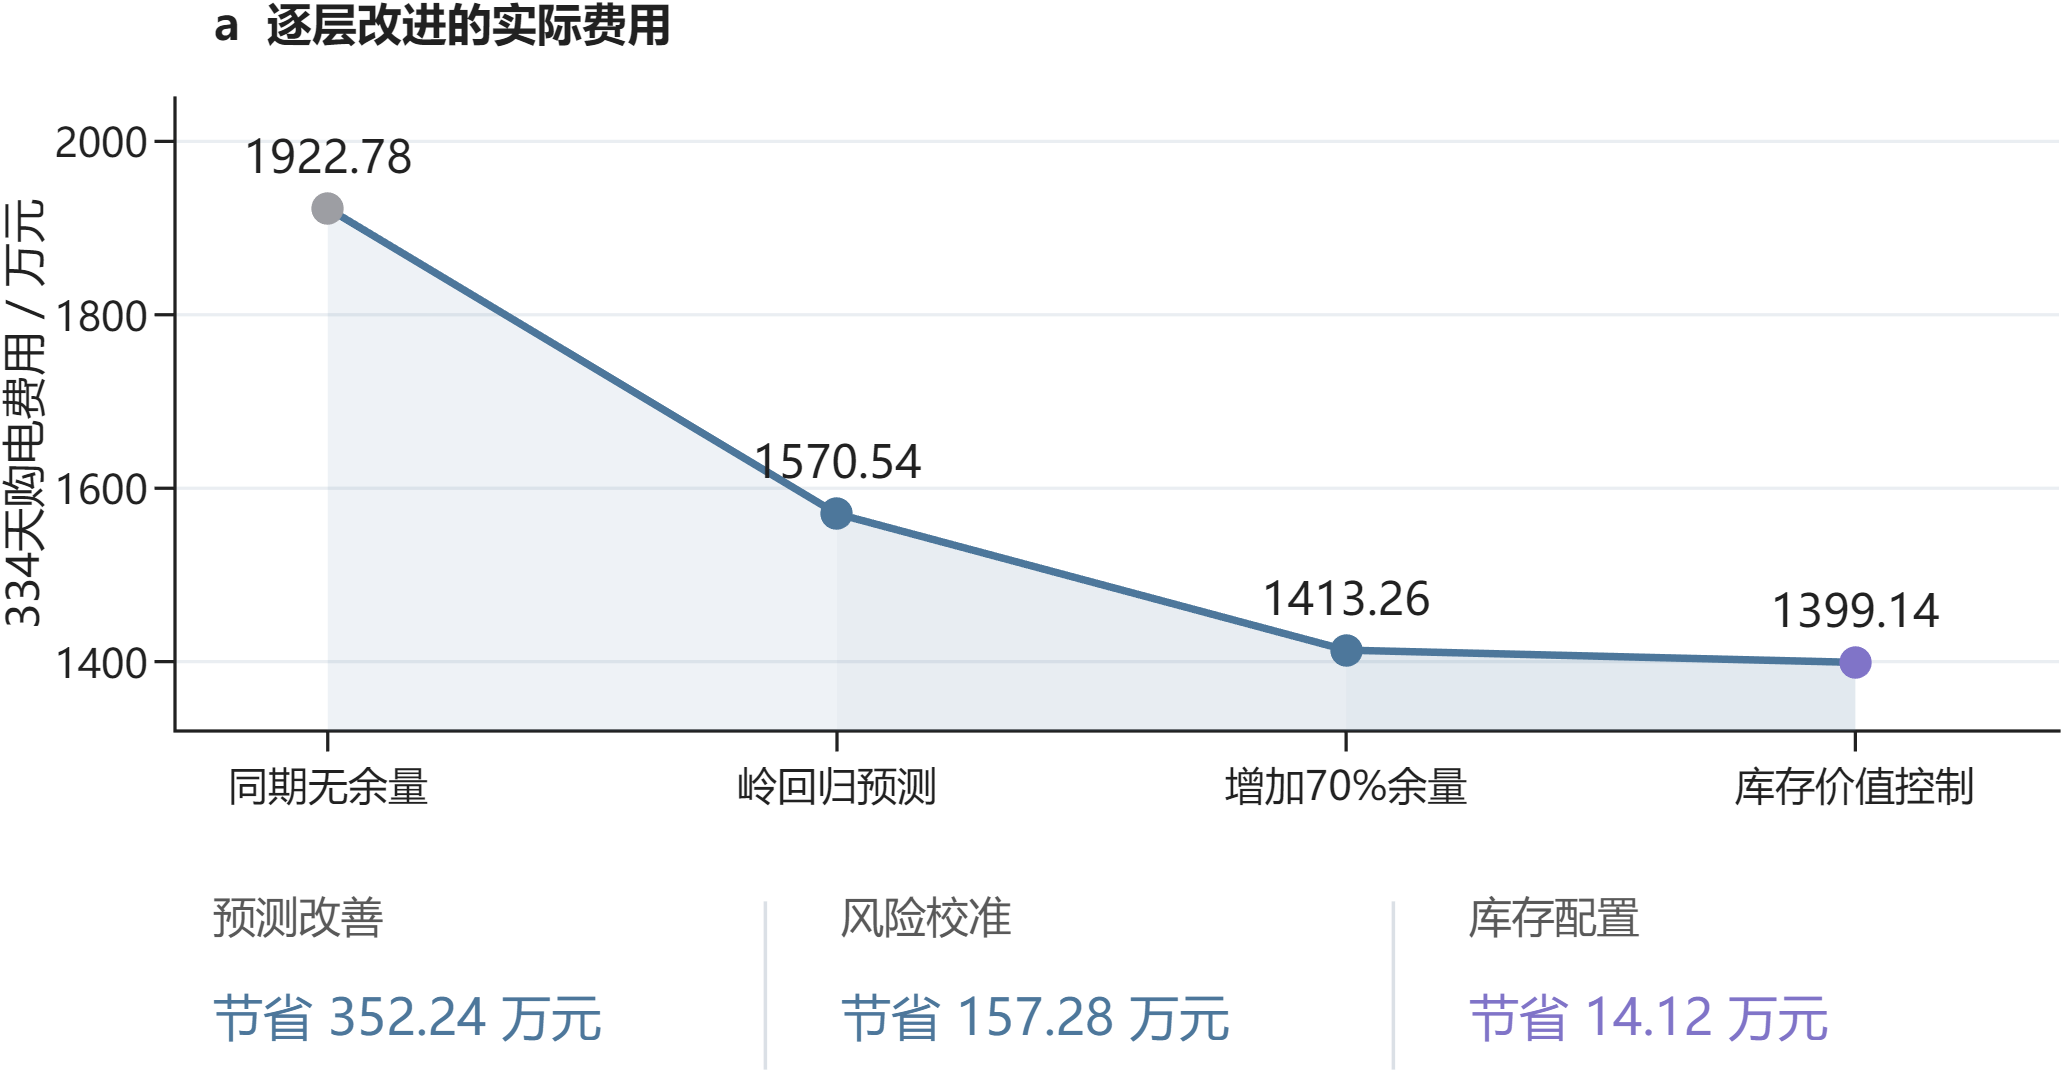 a 逐层改进的实际费用
334天购电费用 / 万元
2000
1800
1600
1400
1922.78
1570.54
1413.26
1399.14
同期无余量
岭回归预测
增加70%余量
库存价值控制
预测改善
节省 352.24 万元
风险校准
节省 157.28 万元
库存配置
节省 14.12 万元